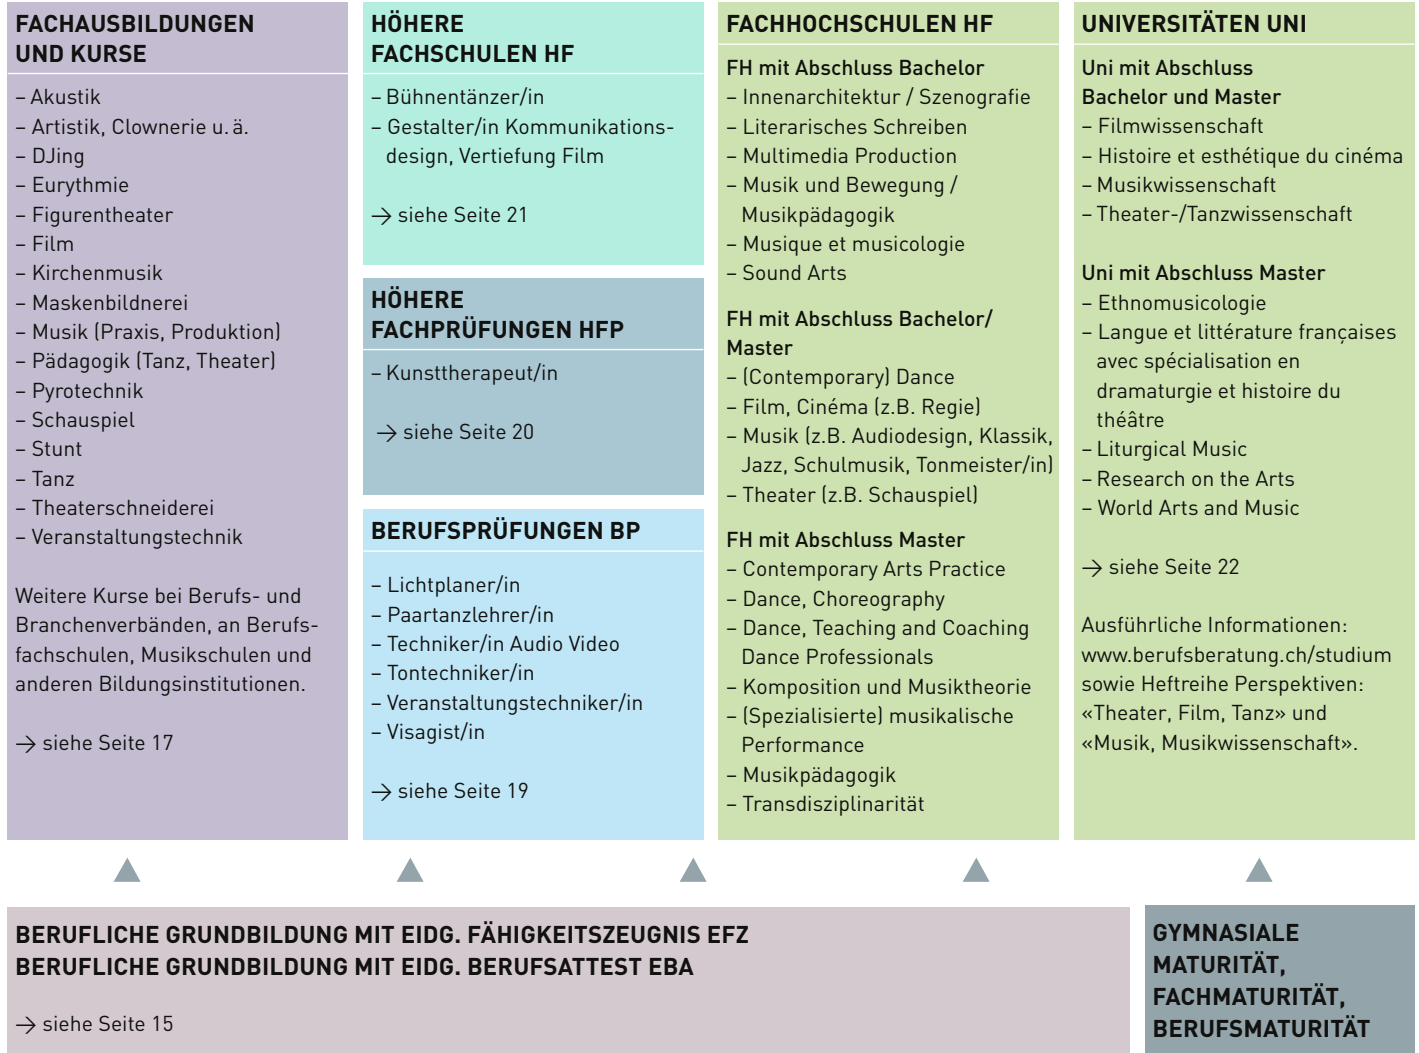 FACHAUSBILDUNGEN
UND KURSE
– Akustik
– Artistik, Clownerie u. ä.
– DJing
– Eurythmie
– Figurentheater
– Film
– Kirchenmusik
– Maskenbildnerei
– Musik (Praxis, Produktion)
– Pädagogik (Tanz, Theater)
– Pyrotechnik
– Schauspiel
– Stunt
– Tanz
– Theaterschneiderei
– Veranstaltungstechnik
Weitere Kurse bei Berufs- und
Branchenverbänden, an Berufs-
fachschulen, Musikschulen und
anderen Bildungsinstitutionen.
→ siehe Seite 17
HÖHERE
FACHSCHULEN HF
– Bühnentänzer/in
– Gestalter/in Kommunikations-
design, Vertiefung Film
→ siehe Seite 21
HÖHERE
FACHPRÜFUNGEN HFP
– Kunsttherapeut/in
→ siehe Seite 20
BERUFSPRÜFUNGEN BP
– Lichtplaner/in
– Paartanzlehrer/in
– Techniker/in Audio Video
– Tontechniker/in
– Veranstaltungstechniker/in
– Visagist/in
→ siehe Seite 19
FACHHOCHSCHULEN HF
FH mit Abschluss Bachelor
– Innenarchitektur / Szenografie
– Literarisches Schreiben
– Multimedia Production
– Musik und Bewegung /
Musikpädagogik
– Musique et musicologie
– Sound Arts
FH mit Abschluss Bachelor/
Master
– (Contemporary) Dance
– Film, Cinéma (z.B. Regie)
– Musik (z.B. Audiodesign, Klassik,
Jazz, Schulmusik, Tonmeister/in)
– Theater (z.B. Schauspiel)
FH mit Abschluss Master
– Contemporary Arts Practice
– Dance, Choreography
– Dance, Teaching and Coaching
Dance Professionals
– Komposition und Musiktheorie
– (Spezialisierte) musikalische
Performance
– Musikpädagogik
– Transdisziplinarität
UNIVERSITÄTEN UNI
Uni mit Abschluss
Bachelor und Master
– Filmwissenschaft
– Histoire et esthétique du cinéma
– Musikwissenschaft
– Theater-/Tanzwissenschaft
Uni mit Abschluss Master
– Ethnomusicologie
– Langue et littérature françaises
avec spécialisation en
dramaturgie et histoire du
théâtre
– Liturgical Music
– Research on the Arts
– World Arts and Music
→ siehe Seite 22
Ausführliche Informationen:
www.berufsberatung.ch/studium
sowie Heftreihe Perspektiven:
«Theater, Film, Tanz» und
«Musik, Musikwissenschaft».
BERUFLICHE GRUNDBILDUNG MIT EIDG. FÄHIGKEITSZEUGNIS EFZ
BERUFLICHE GRUNDBILDUNG MIT EIDG. BERUFSATTEST EBA
→ siehe Seite 15
GYMNASIALE
MATURITÄT,
FACHMATURITÄT,
BERUFSMATURITÄT